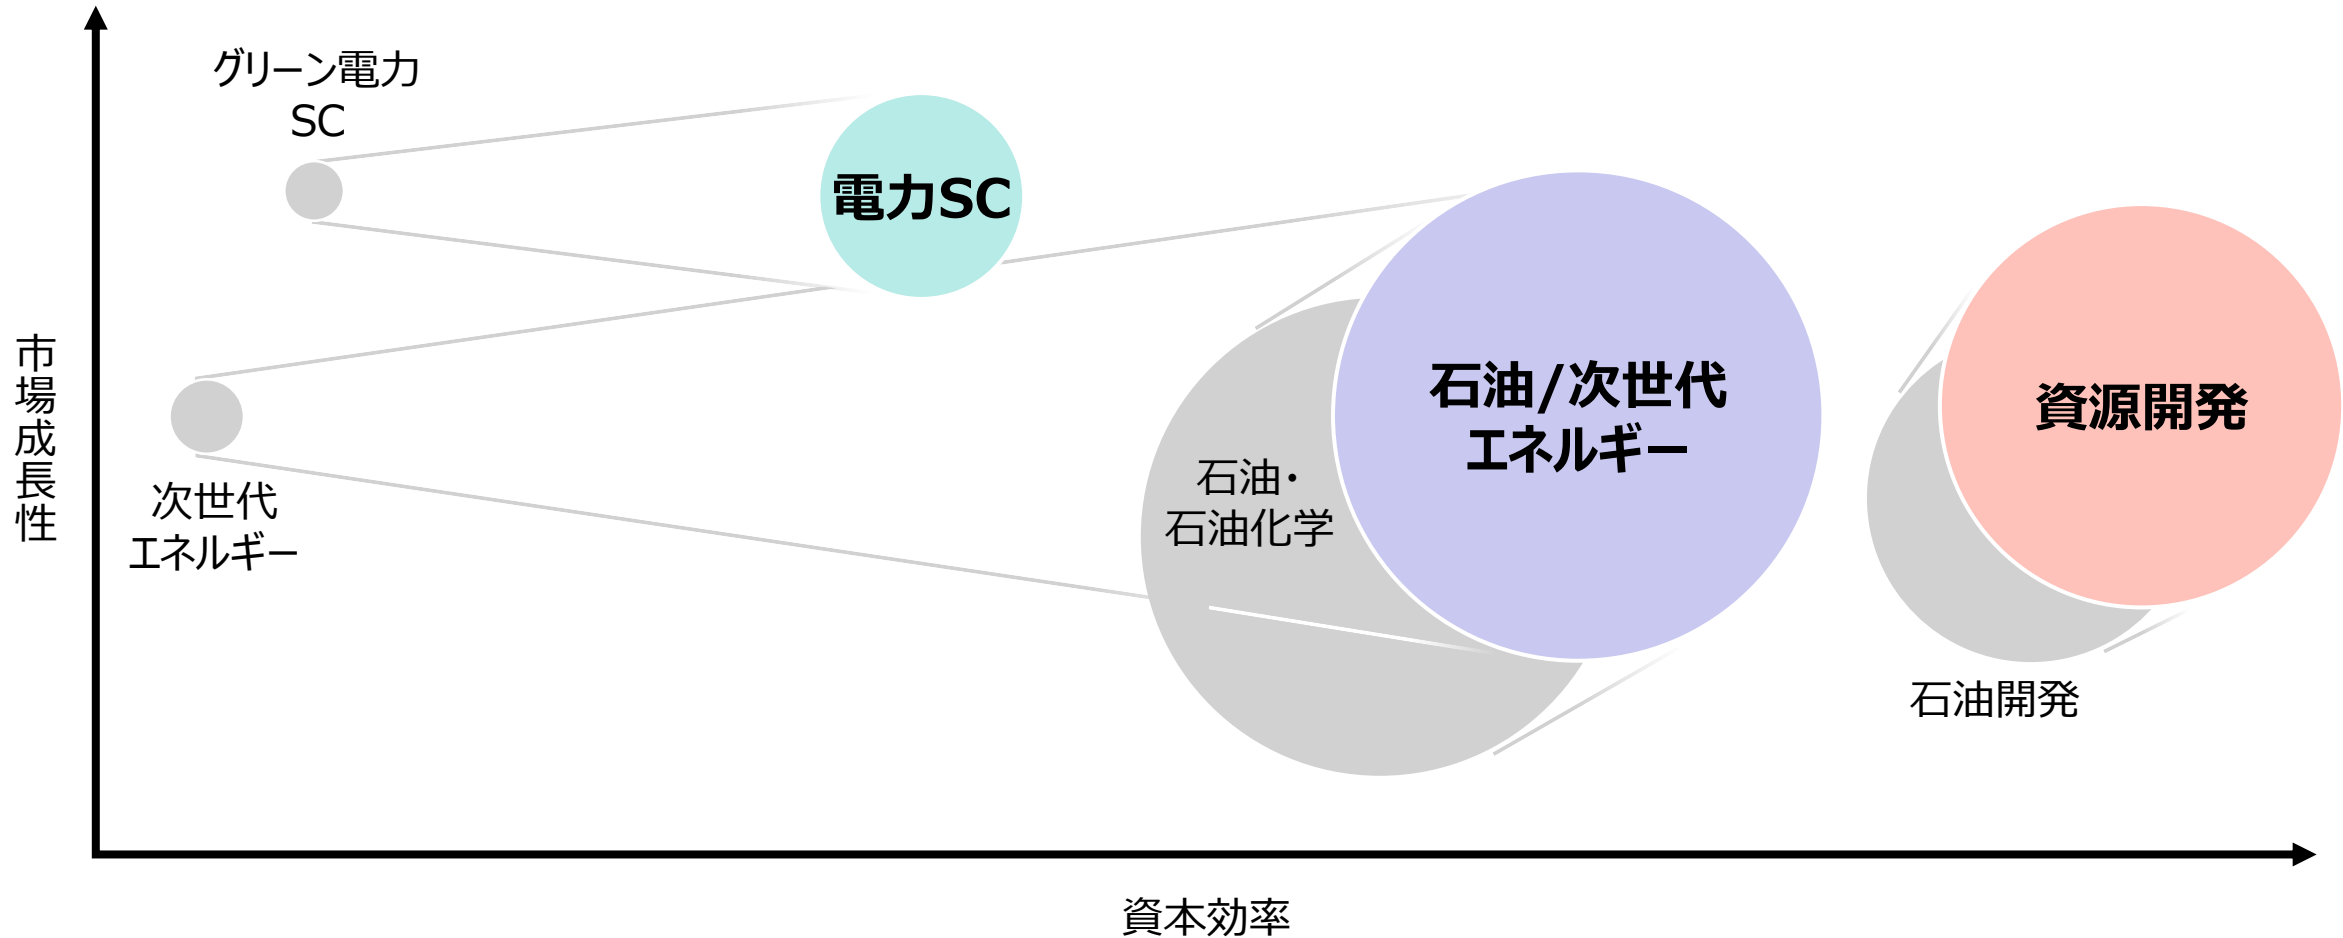 グリーン電力
SC
電力SC
市場成長性
次世代
エネルギー
石油・
石油化学
石油/次世代
エネルギー
資源開発
石油開発
資本効率